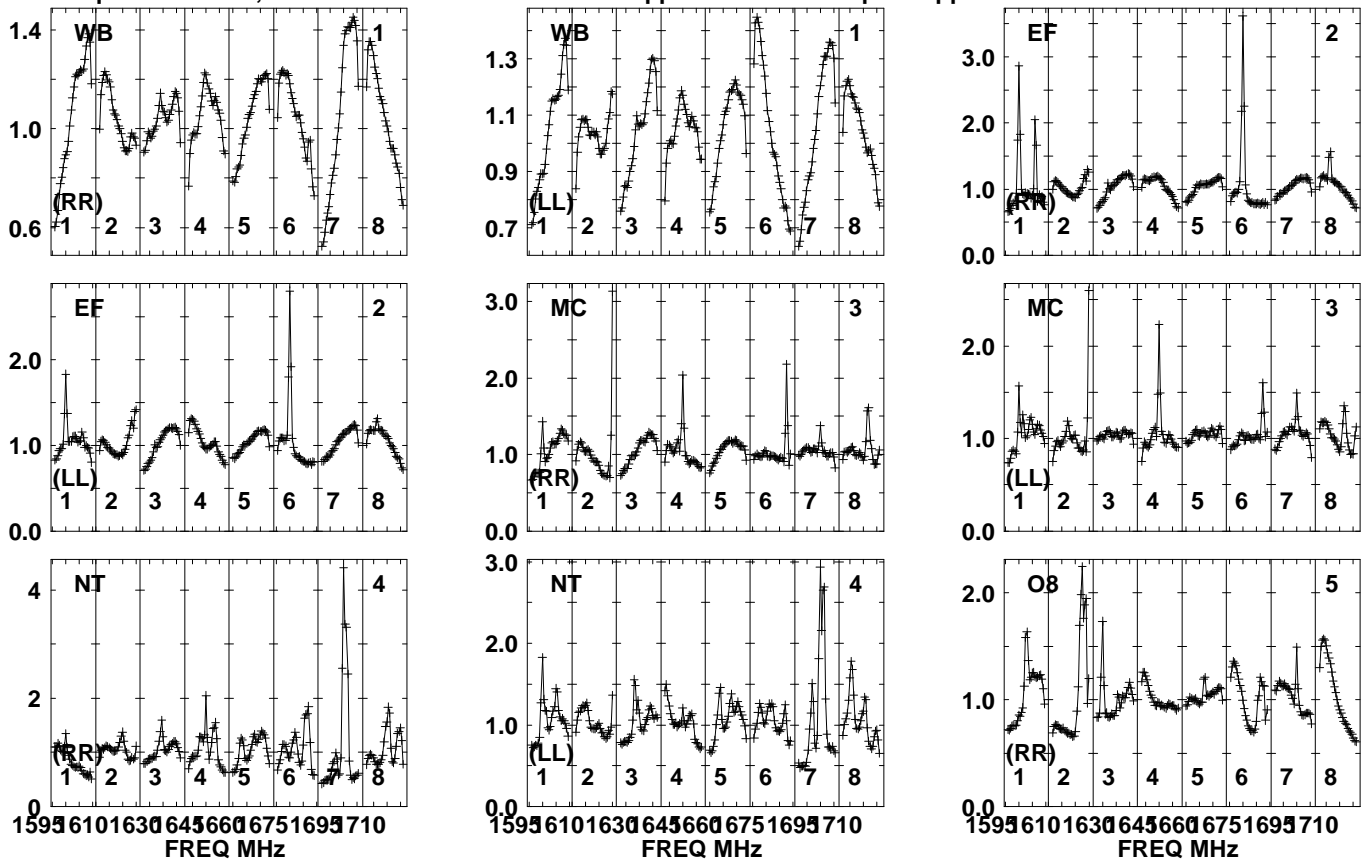 WB 1
1.4
1.0
0.6
(RR)
1 2 3 4 5 6 7 8
WB 1
1.3
1.1
0.9
0.7
(LL)
1 2 3 4 5 6 7 8
EF 2
3.0
2.0
1.0
0.0
(RR)
1 2 3 4 5 6 7 8
EF 2
2.0
1.0
0.0
(LL)
1 2 3 4 5 6 7 8
MC 3
3.0
2.0
1.0
0.0
(RR)
1 2 3 4 5 6 7 8
MC 3
2.0
1.0
0.0
(LL)
1 2 3 4 5 6 7 8
NT 4
4
2
0
(RR)
1 2 3 4 5 6 7 8
1595 1610 1630 1645 1660 1675 1695 1710
FREQ MHz
NT 4
3.0
2.0
1.0
0.0
(LL)
1 2 3 4 5 6 7 8
1595 1610 1630 1645 1660 1675 1695 1710
FREQ MHz
O8 5
2.0
1.0
0.0
(RR)
1 2 3 4 5 6 7 8
1595 1610 1630 1645 1660 1675 1695 1710
FREQ MHz